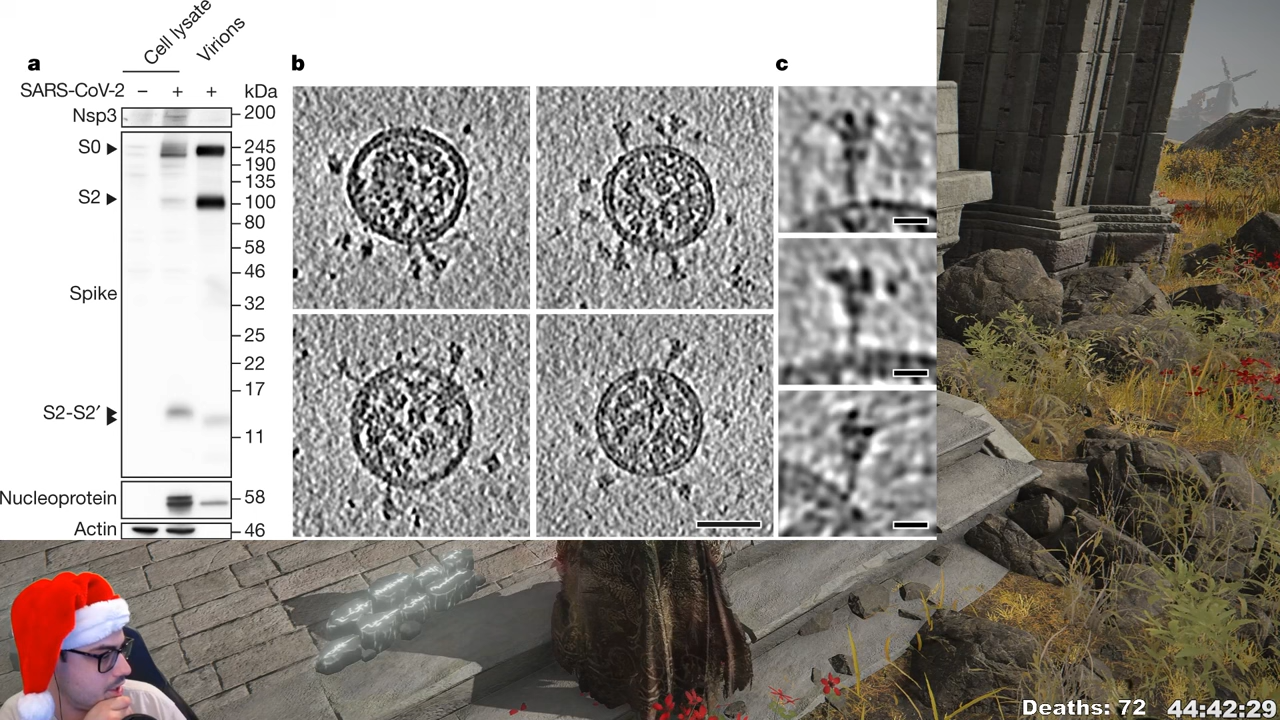 Cell lysate
Virions
a
b
c
SARS-CoV-2 – + + kDa
Nsp3 200
S0 245
190
135
S2 100
80
58
46
Spike
32
25
22
17
S2-S2′
11
Nucleoprotein 58
Actin 46
Deaths: 72 44:42:29